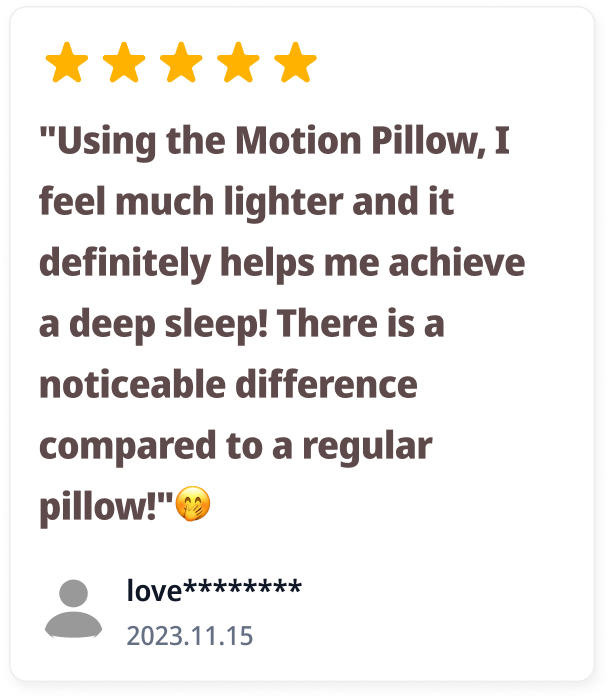 "Using the Motion Pillow, I
feel much lighter and it
definitely helps me achieve
a deep sleep! There is a
noticeable difference
compared to a regular
pillow!"🤭
love********
2023.11.15